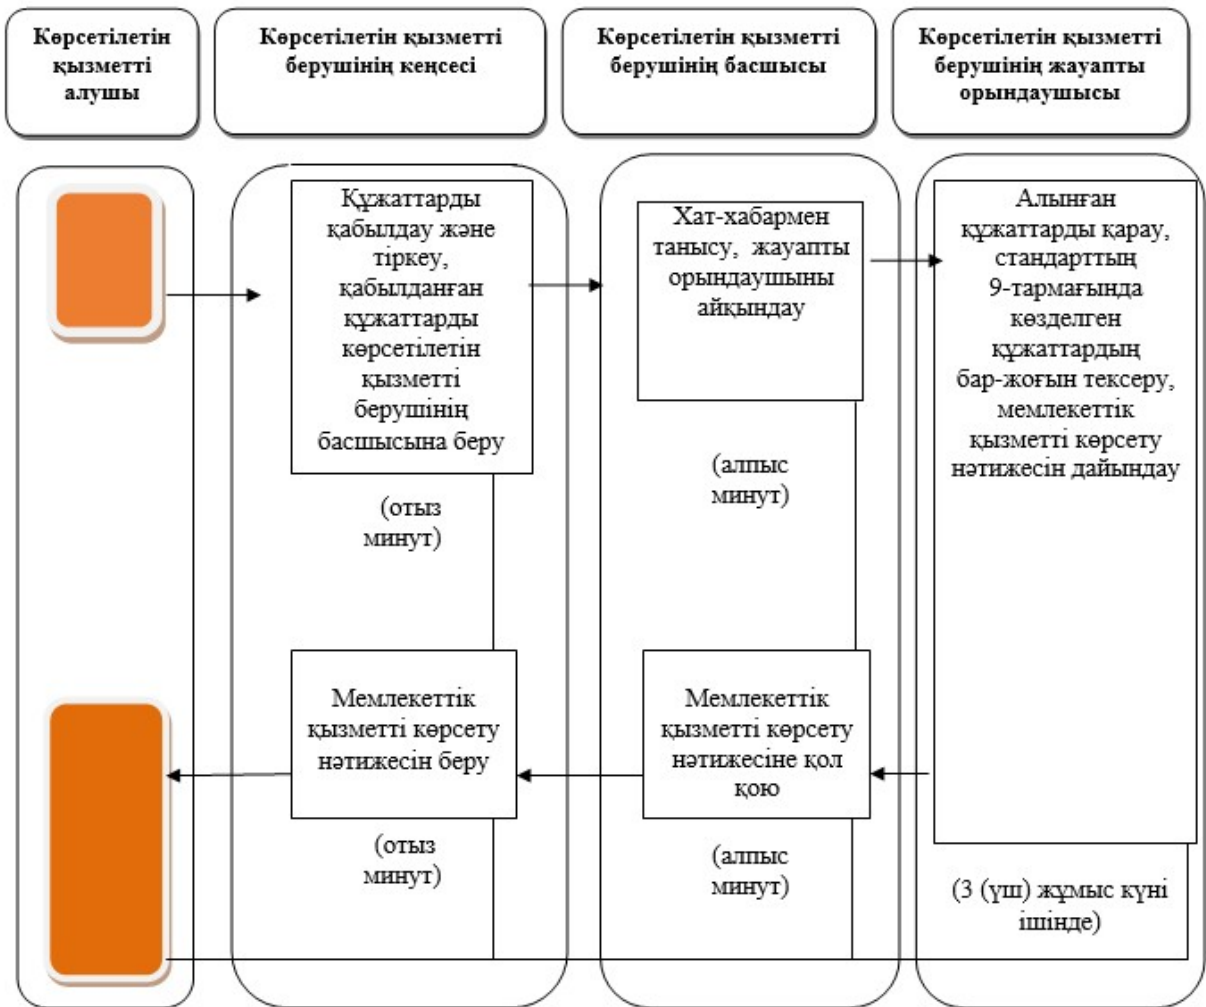 Көрсетілетін
қызметті
алушы
Көрсетілетін қызметті
берушінің кеңсесі
Көрсетілетін қызметті
берушінің басшысы
Көрсетілетін қызметті
берушінің жауапты
орындаушысы
Құжаттарды
қабылдау және
тіркеу,
қабылданған
құжаттарды
көрсетілетін
қызметті
берушінің
басшысына беру
(отыз
минут)
Хат-хабармен
танысу, жауапты
орындаушыны
айқындау
(алпыс
минут)
Алынған
құжаттарды қарау,
стандарттың
9-тармағында
көзделген
құжаттардың
бар-жоғын тексеру,
мемлекеттік
қызметті көрсету
нәтижесін дайындау
Мемлекеттік
қызметті көрсету
нәтижесін беру
(отыз
минут)
Мемлекеттік
қызметті көрсету
нәтижесіне қол
қою
(алпыс
минут)
(3 (үш) жұмыс күні
ішінде)